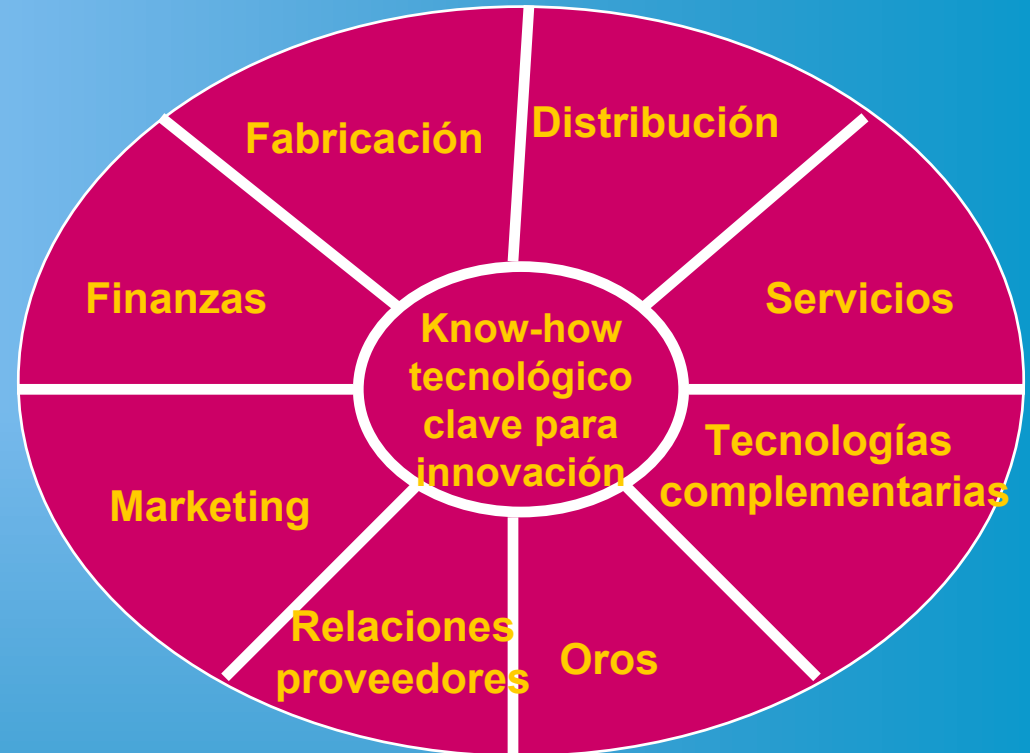 Fabricación
Distribución
Finanzas
Servicios
Know-how
tecnológico
clave para
innovación
Tecnologías
complementarias
Marketing
Relaciones
proveedores
Oros